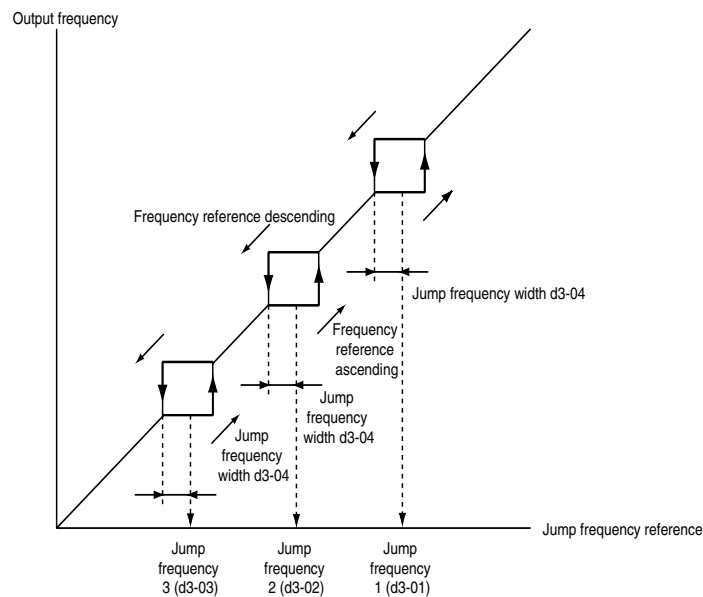 Output frequency
Frequency reference descending
Jump frequency width d3-04
Frequency
reference
ascending
Jump
frequency
width d3-04
Jump
frequency
width d3-04
Jump frequency reference
Jump
frequency
3 (d3-03)
Jump
frequency
2 (d3-02)
Jump
frequency
1 (d3-01)